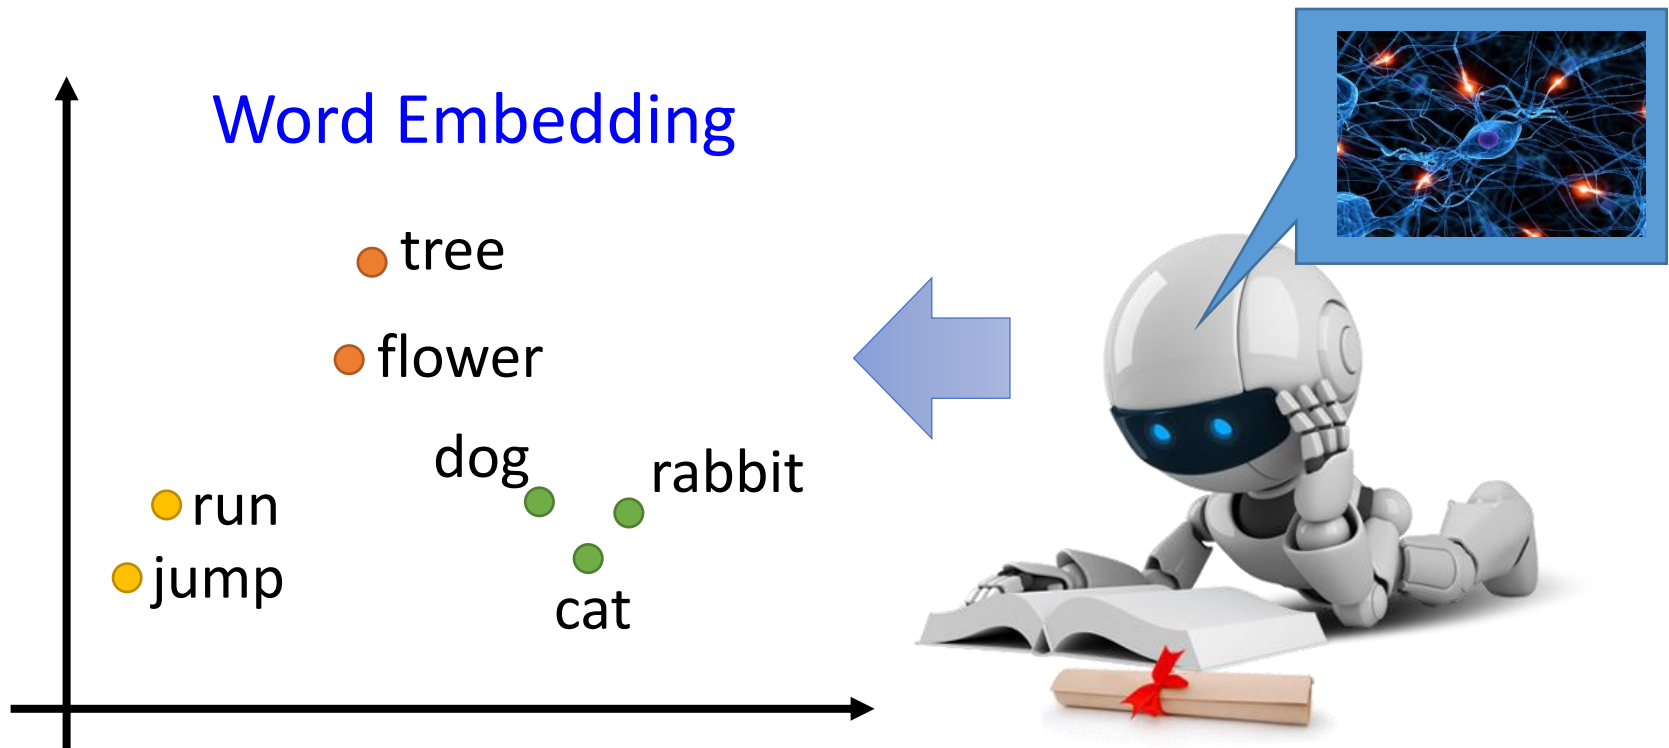 Word Embedding
tree
flower
dog
rabbit
run
jump
cat